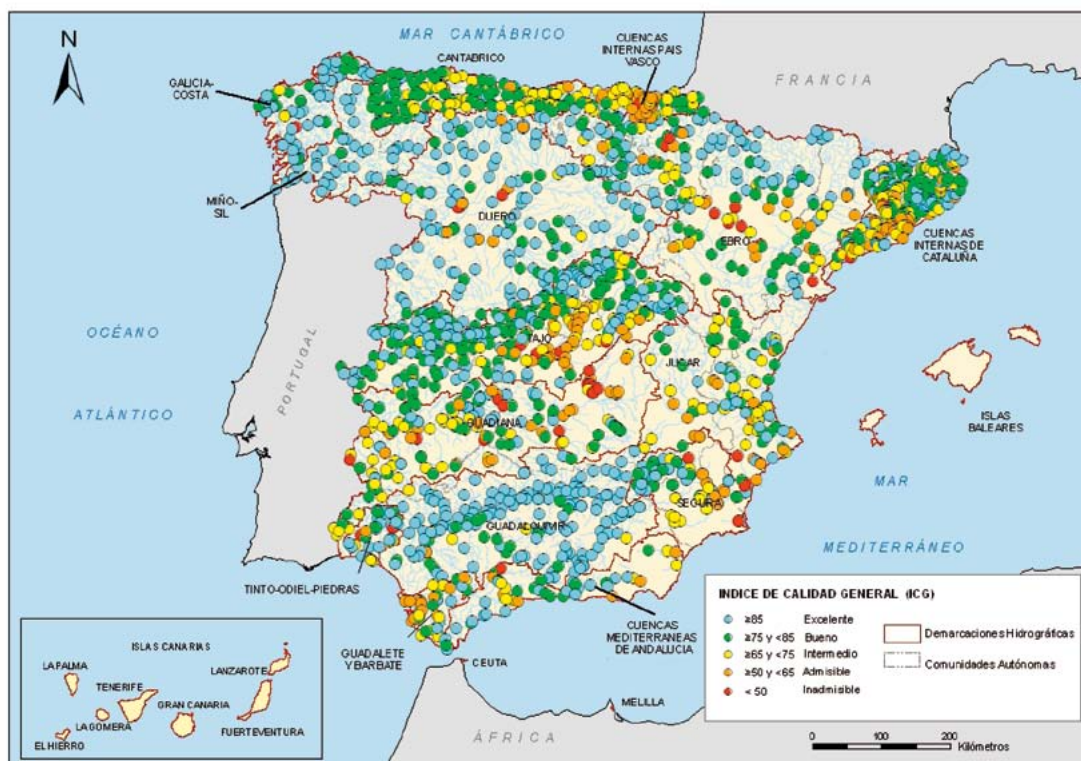 N
MAR CANTÁBRICO
CUENCAS
INTERNAS PAIS
VASCO
CANTABRICO
GALICIA-
COSTA
FRANCIA
MIÑO-
SIL
DUERO
EBRO
CUENCAS
INTERNAS DE
CATALUÑA
OCÉANO
ATLÁNTICO
PORTUGAL
TAJO
JUCAR
GUADIANA
ISLAS
BALEARES
MAR
MEDITERRÁNEO
SEGURA
GUADALQUIVIR
TINTO-ODIEL-PIEDRAS
GUADALETE
Y BARBATE
CUENCAS
MEDITERRANEAS
DE ANDALUCIA
CEUTA
MELILLA
ÁFRICA
ISLAS CANARIAS
LA PALMA
TENERIFE
LANZAROTE
GRAN CANARIA
LA GOMERA
EL HIERRO
FUERTEVENTURA
INDICE DE CALIDAD GENERAL (ICG)
≥85 Excelente
≥75 y <85 Bueno
≥65 y <75 Intermedio
≥50 y <65 Admisible
< 50 Inadmisible
Demarcaciones Hidrográficas
Comunidades Autónomas
0 50 100 200
Kilómetros